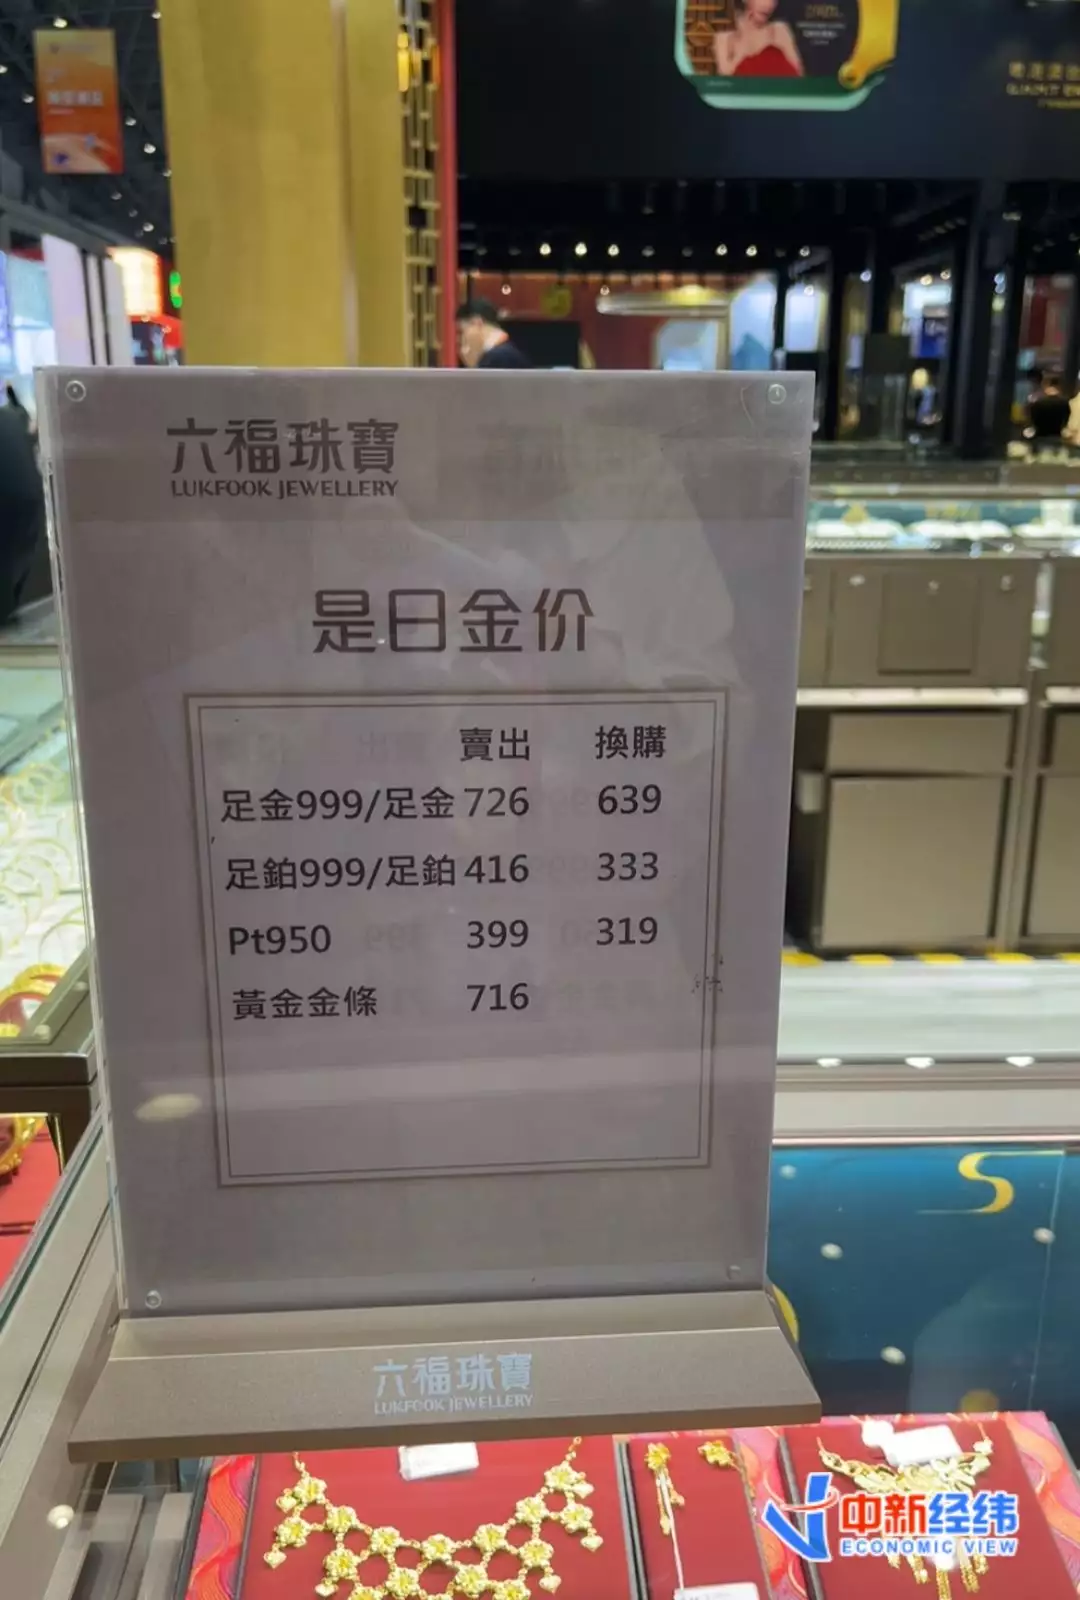 六福珠寶
LUKFOOK JEWELLERY
是日金价
賣出 換購
足金999/足金 726 639
足鉑999/足鉑 416 333
Pt950 399 319
黃金金條 716
六福珠寶
LUKFOOK JEWELLERY
中新经纬
ECONOMIC VIEW